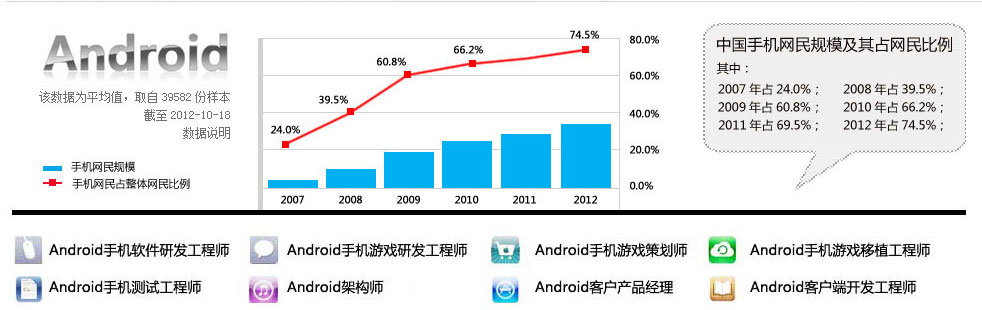 Android
该数据为平均值，取自 39582 份样本
截至 2012-10-18
数据说明
手机网民规模
手机网民占整体网民比例
24.0%
39.5%
60.8%
66.2%
74.5%
80.0%
60.0%
40.0%
20.0%
0.0%
2007 2008 2009 2010 2011 2012
中国手机网民规模及其占网民比例
其中：
2007 年占 24.0%； 2008 年占 39.5%；
2009 年占 60.8%； 2010 年占 66.2%；
2011 年占 69.5%； 2012 年占 74.5%；
Android手机软件研发工程师 Android手机游戏研发工程师 Android手机游戏策划师 Android手机游戏移植工程师
Android手机测试工程师 Android架构师 Android客户产品经理 Android客户端开发工程师